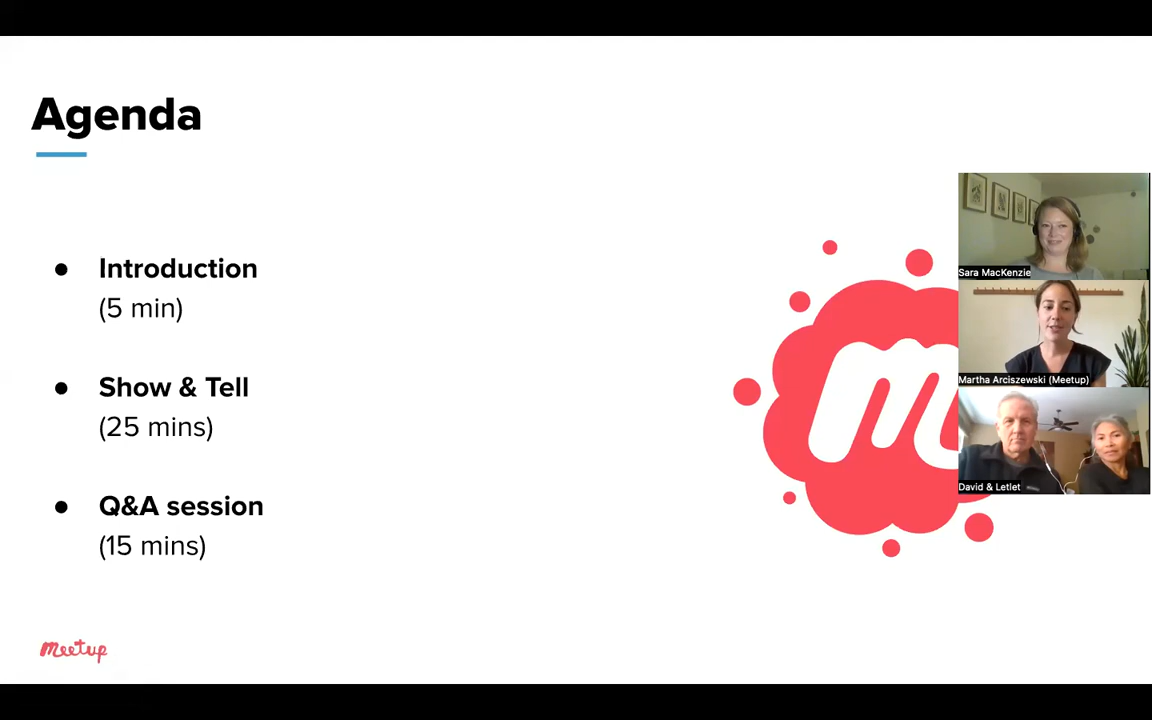 Agenda
● Introduction
(5 min)
● Show & Tell
(25 mins)
● Q&A session
(15 mins)
meetup
m
Sara MacKenzie
Martha Arciszewski (Meetup)
David & Letlet